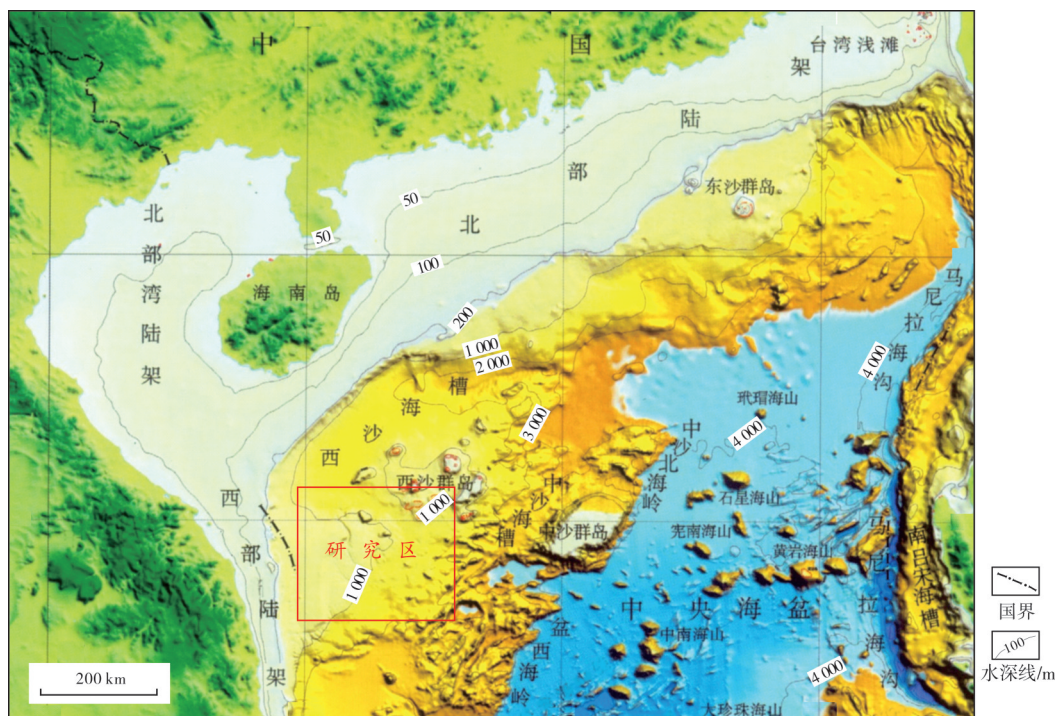 中国
台湾浅滩
北部陆架
50
东沙群岛
北部湾陆架
50
100
海南岛
200
马尼拉海沟
1 000
2 000
4 000
西沙海槽
玳瑁海山
3 000
中沙北海岭
4 000
西沙群岛
1 000
石星海山
中沙海槽
中沙群岛
宪南海山
黄岩海山
马尼拉海沟
南吕宋海槽
研究区
西部陆架
1 000
中央海盆
中南海山
盆西海岭
4 000
大珍珠海山
200 km
国界
100
水深线/m